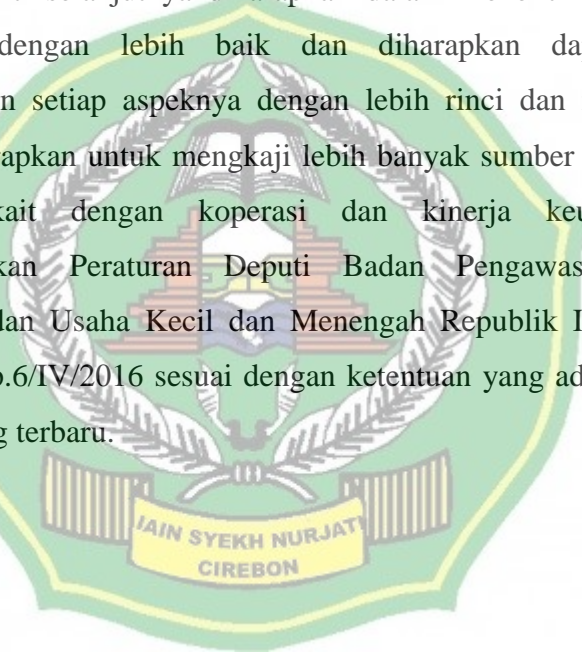 dengan lebih baik dan diharapkan da
n setiap aspeknya dengan lebih rinci dan
rapkan untuk mengkaji lebih banyak sumber
kait dengan koperasi dan kinerja keu
kan Peraturan Deputi Badan Pengawas
dan Usaha Kecil dan Menengah Republik I
o.6/IV/2016 sesuai dengan ketentuan yang ad
g terbaru.
IAIN SYEKH NURJATI
CIREBON